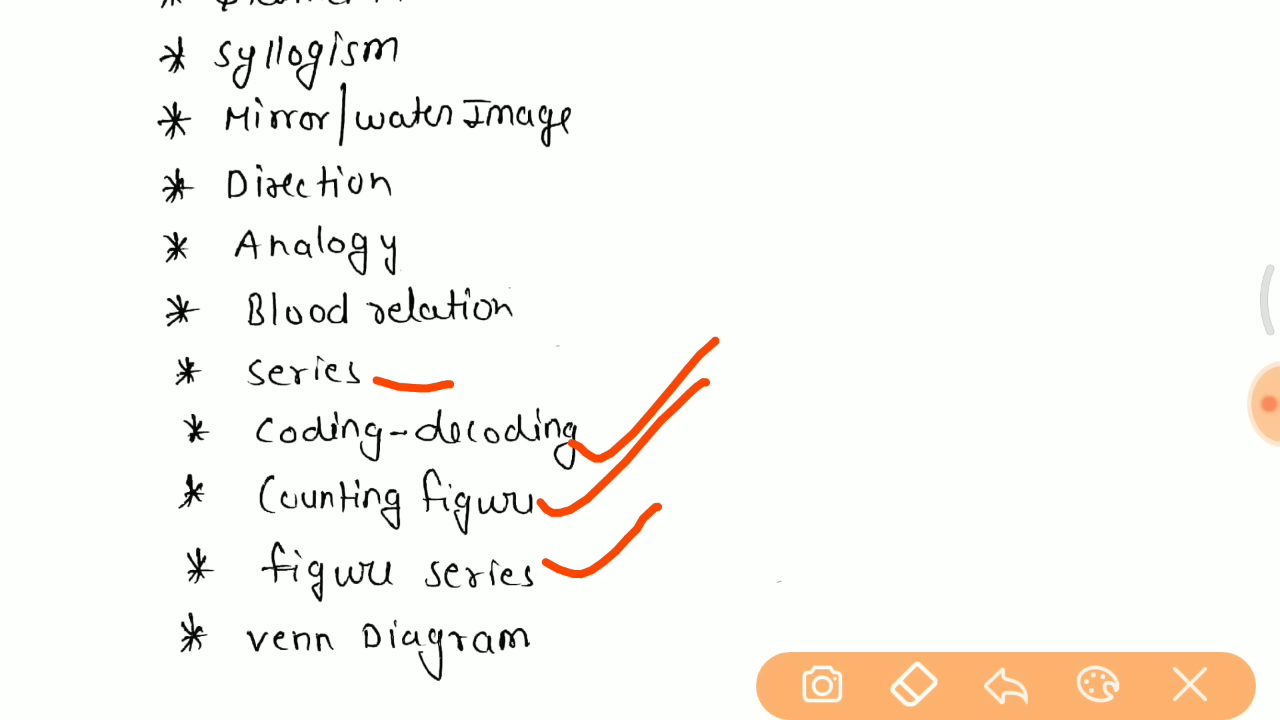 * Syllogism
* Mirror/water Image
* Direction
* Analogy
* Blood relation
* series
* Coding-decoding
* Counting figure
* figure series
* venn Diagram